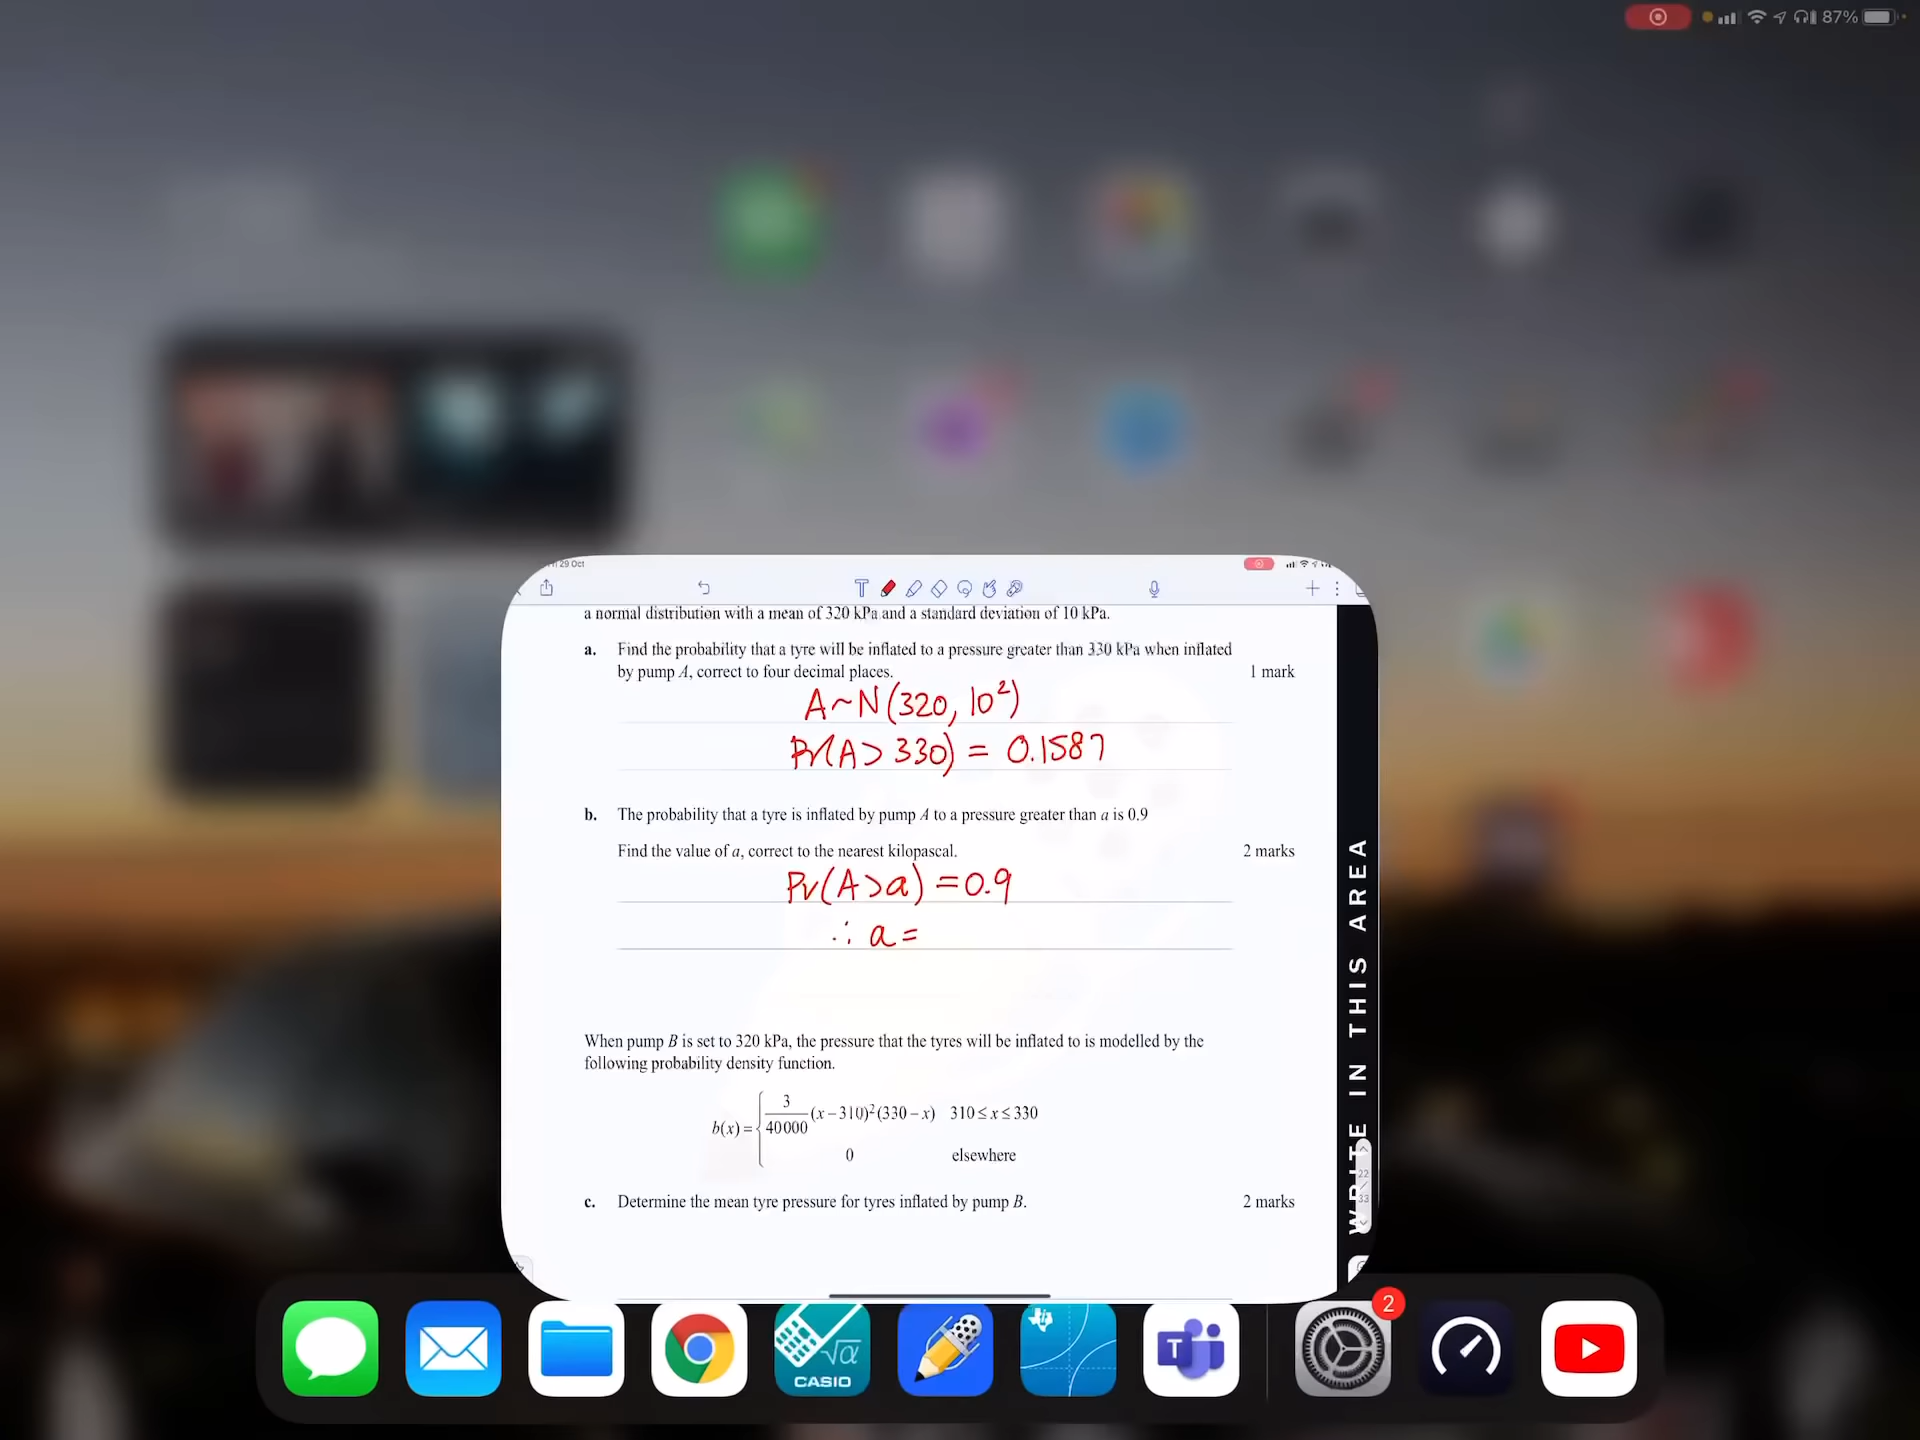 87%
29 Oct
a normal distribution with a mean of 320 kPa and a standard deviation of 10 kPa.
a. Find the probability that a tyre will be inflated to a pressure greater than 330 kPa when inflated
by pump A, correct to four decimal places. 1 mark
A~N(320, 10²)
Pr(A > 330) = 0.1587
b. The probability that a tyre is inflated by pump A to a pressure greater than a is 0.9
Find the value of a, correct to the nearest kilopascal. 2 marks
Pr(A>a) = 0.9
∴ a =
When pump B is set to 320 kPa, the pressure that the tyres will be inflated to is modelled by the
following probability density function.
b(x) = { 3/40000 (x – 310)² (330 – x) 310 ≤ x ≤ 330
0 elsewhere
c. Determine the mean tyre pressure for tyres inflated by pump B. 2 marks
WRITE IN THIS AREA
22
/
33
√α
CASIO
T
2